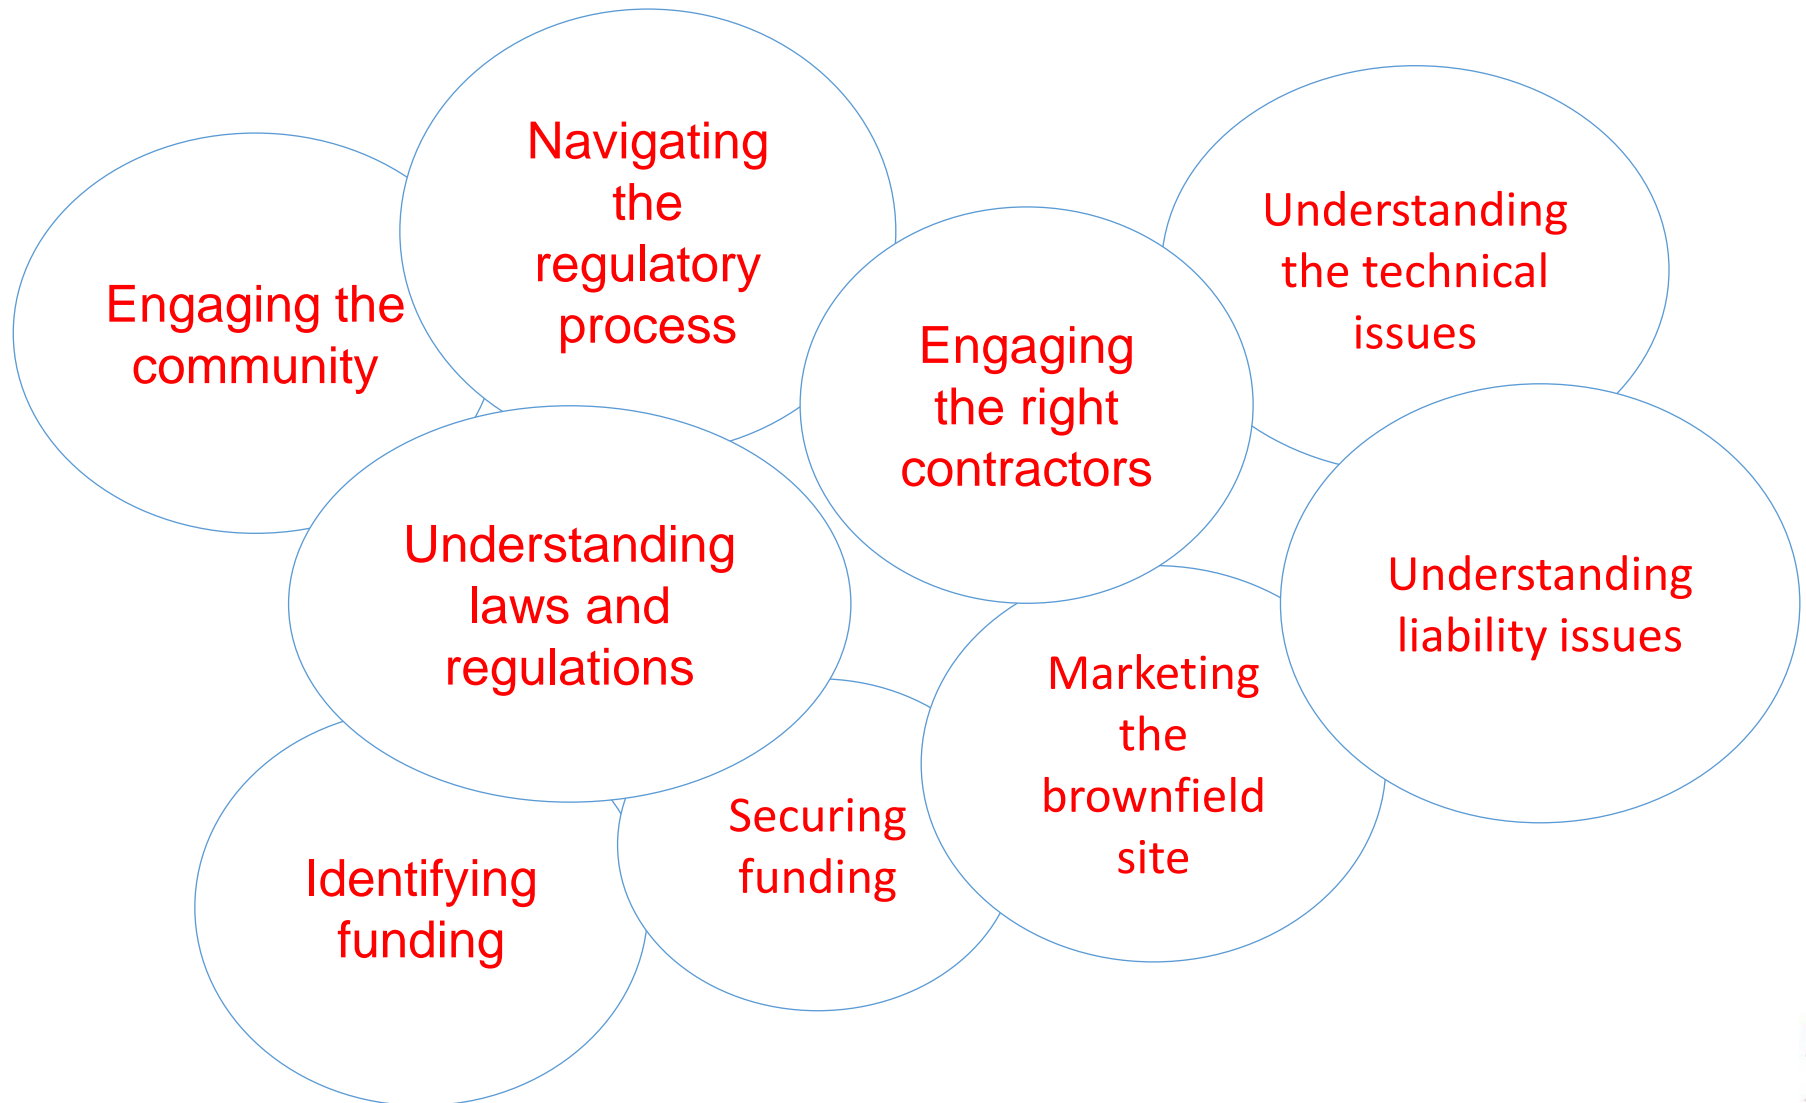 Navigating
the
regulatory
process
Engaging the
community
Understanding
the technical
issues
Engaging
the right
contractors
Understanding
laws and
regulations
Understanding
liability issues
Marketing
the
brownfield
site
Securing
funding
Identifying
funding